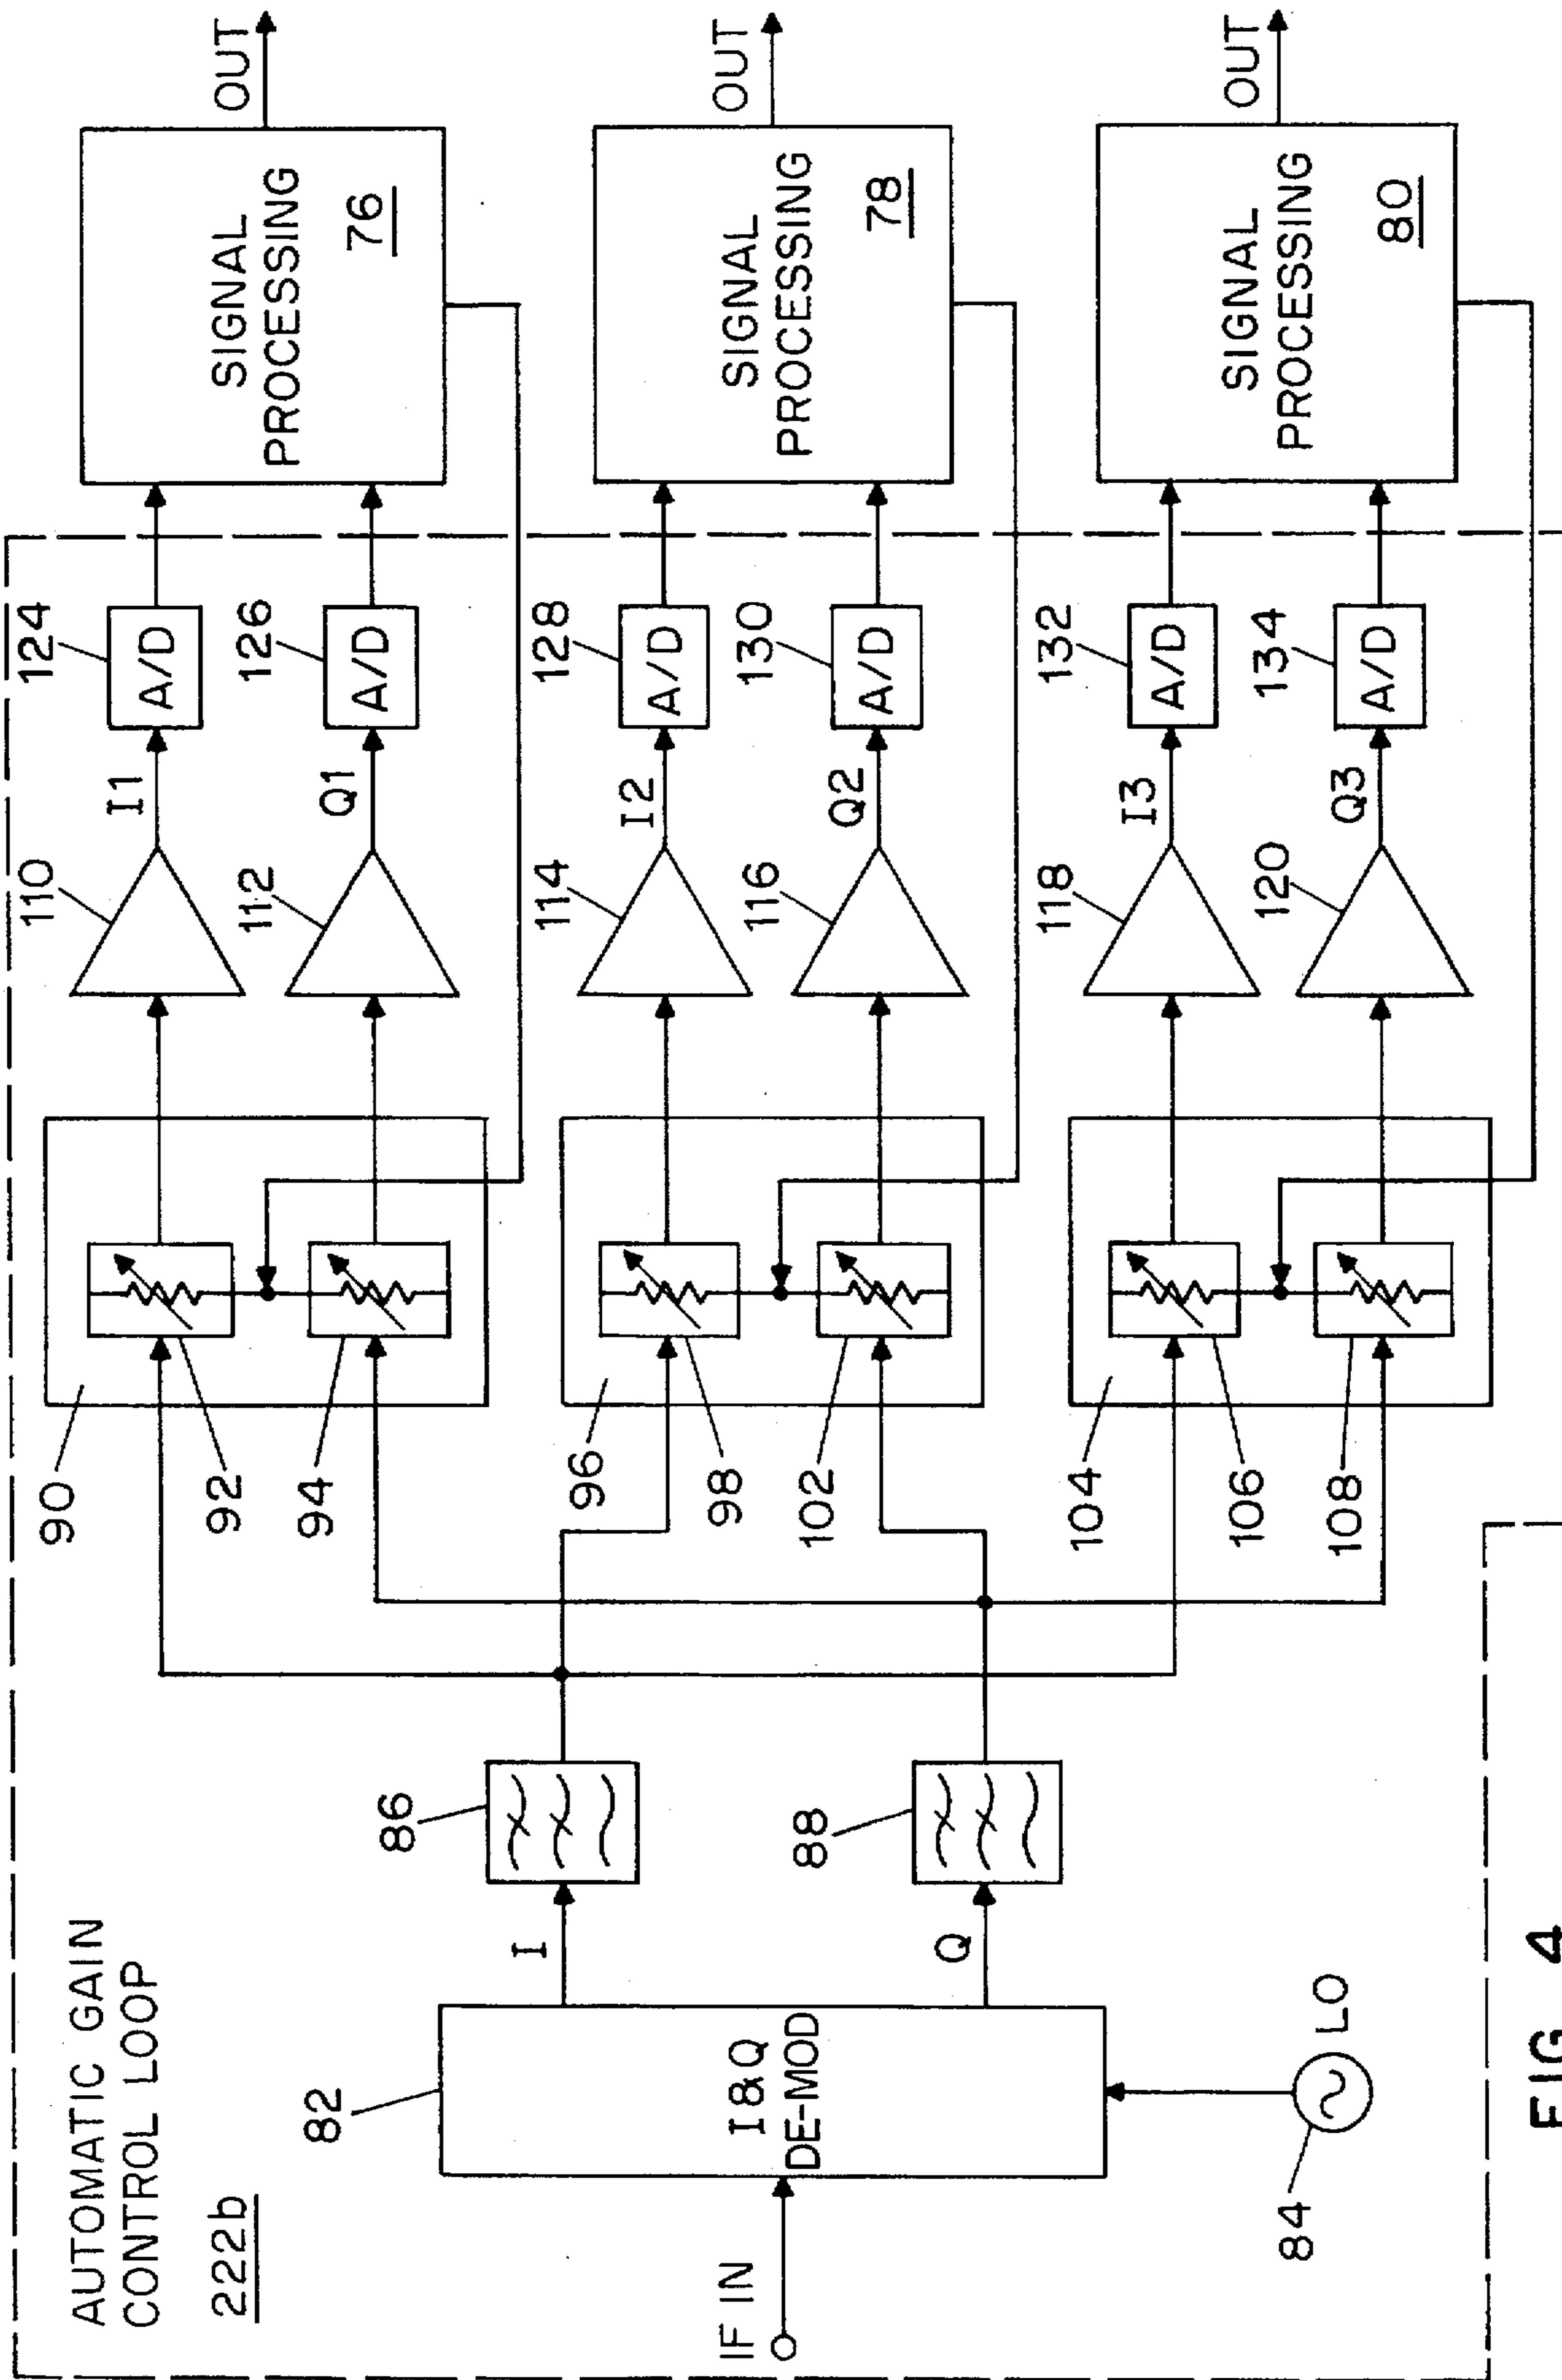 AUTOMATIC GAIN
CONTROL LOOP
222b
IF IN
82
I&Q
DE-MOD
84
LO
I
Q
86
88
90
92
94
96
98
102
104
106
108
110
I1
124
A/D
112
Q1
126
A/D
114
I2
128
A/D
116
Q2
130
A/D
118
I3
132
A/D
120
Q3
134
A/D
SIGNAL
PROCESSING
76
OUT
SIGNAL
PROCESSING
78
OUT
SIGNAL
PROCESSING
80
OUT
FIG 4